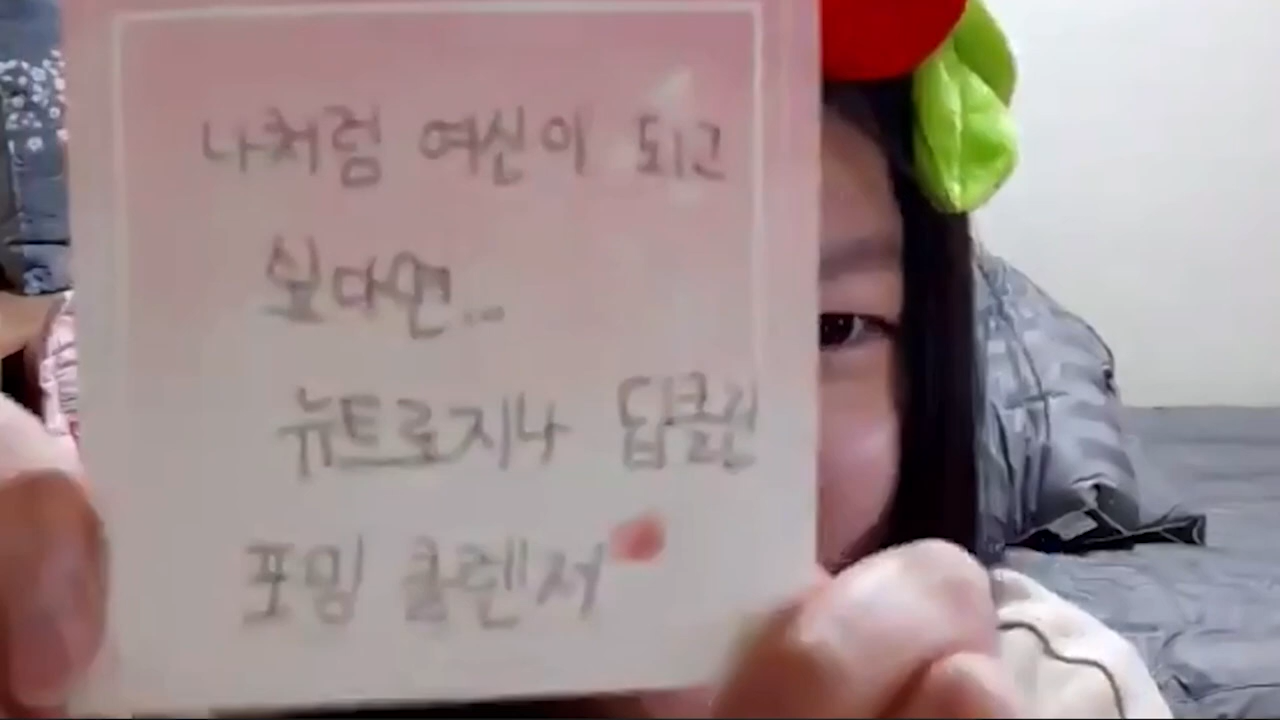 나처럼 여신이 되고
싶다면...
뉴트로지나 딥클린
포밍 클렌저